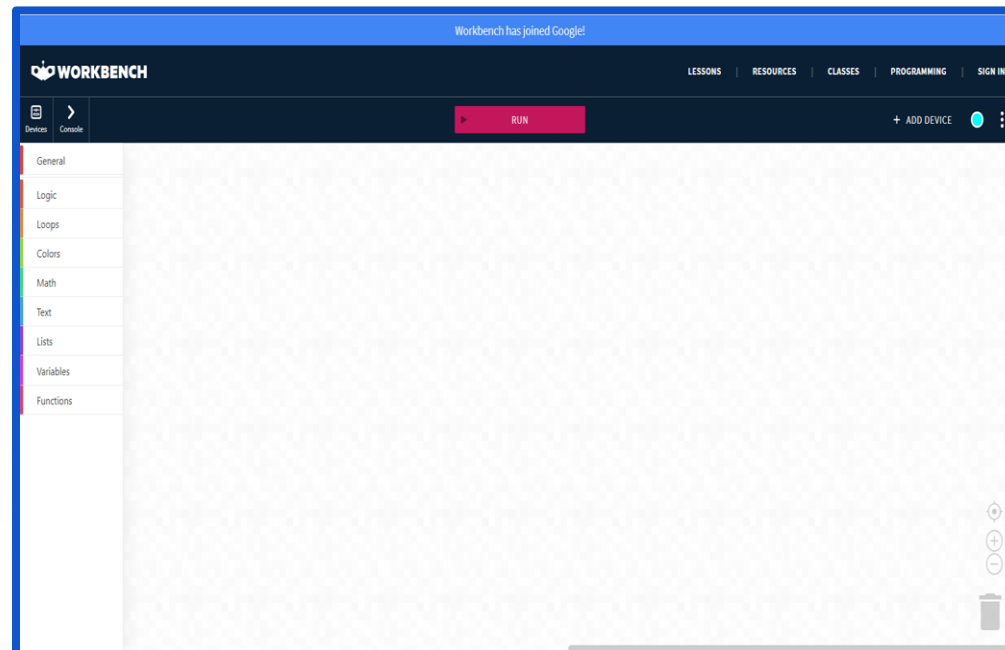 Workbench has joined Google!
WORKBENCH
LESSONS | RESOURCES | CLASSES | PROGRAMMING | SIGN IN
Devices Console RUN + ADD DEVICE
General
Logic
Loops
Colors
Math
Text
Lists
Variables
Functions